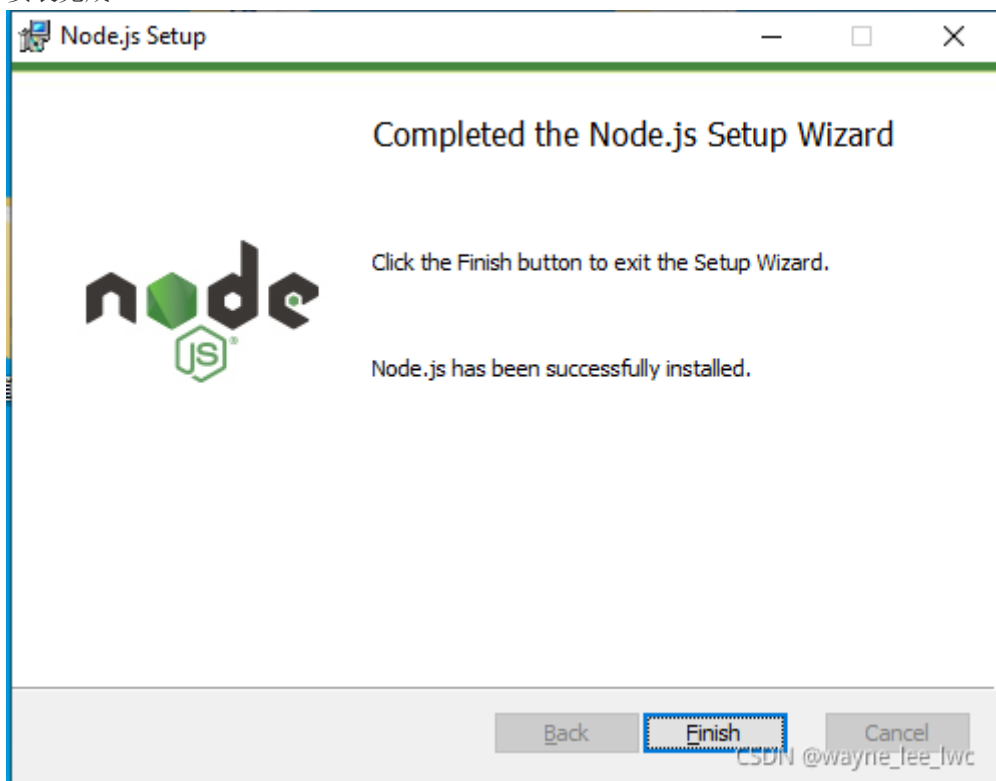 Node.js Setup
Completed the Node.js Setup Wizard
Click the Finish button to exit the Setup Wizard.
node
JS
Node.js has been successfully installed.
Back
Finish
Cancel
CSDN @wayne_lee_lwc